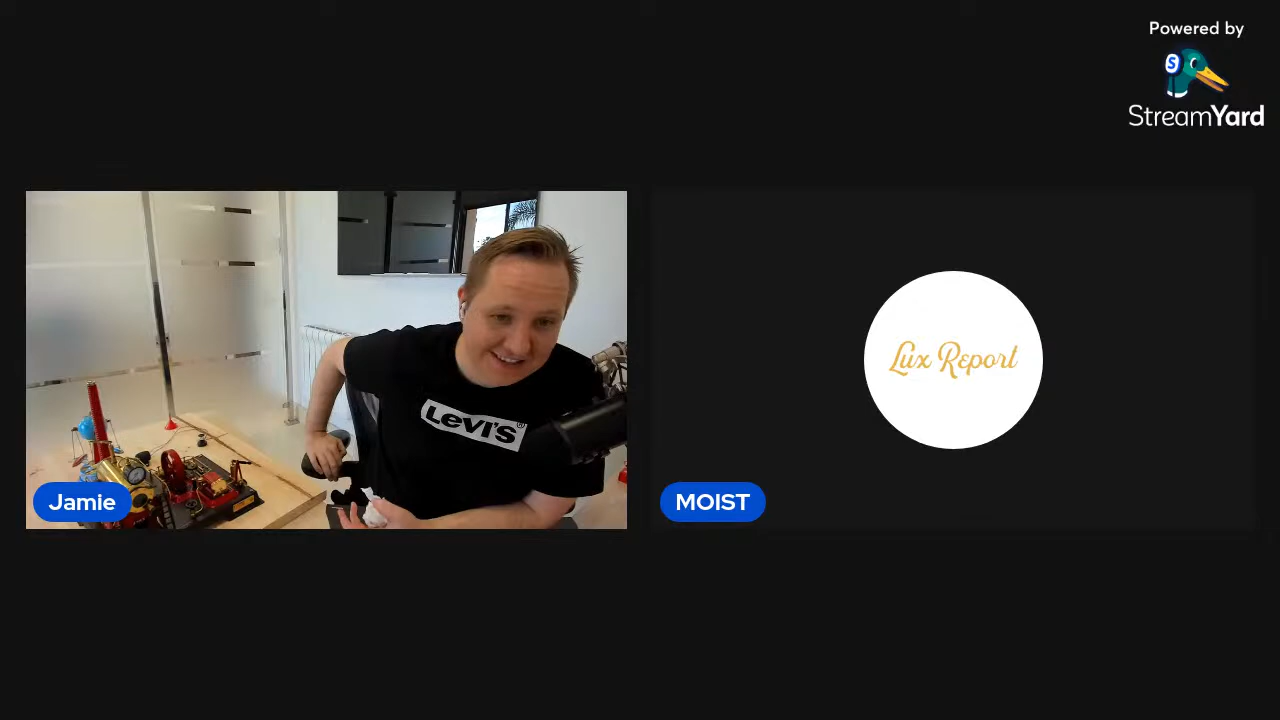 Powered by
S
StreamYard
LEVI'S®
Lux Report
Jamie
MOIST